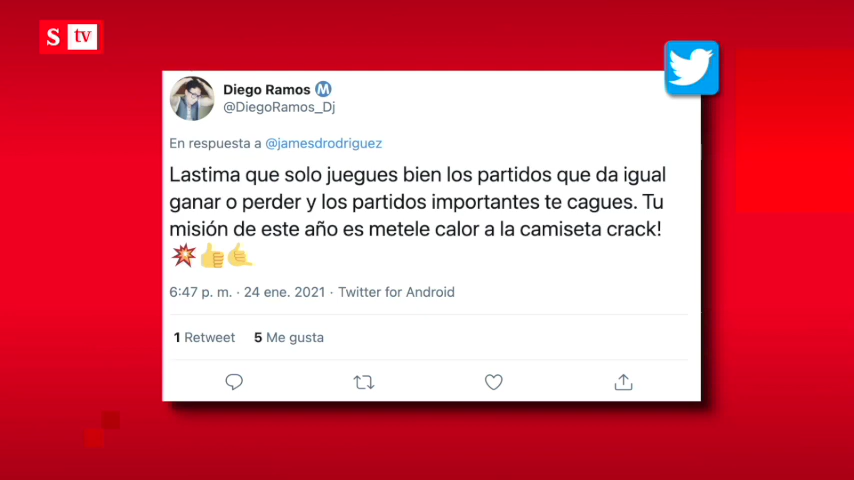 S tv
Diego Ramos M
@DiegoRamos_Dj
En respuesta a @jamesdrodriguez
Lastima que solo juegues bien los partidos que da igual
ganar o perder y los partidos importantes te cagues. Tu
misión de este año es metele calor a la camiseta crack!
💥👍🤙
6:47 p. m. · 24 ene. 2021 · Twitter for Android
1 Retweet 5 Me gusta